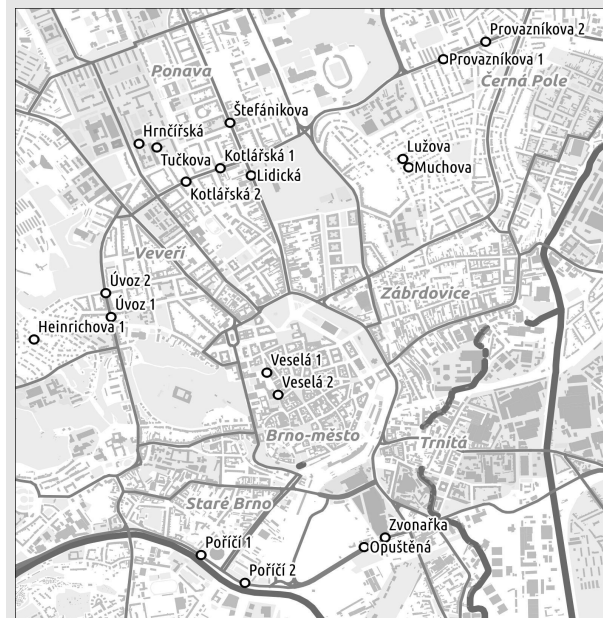 Provazníkova 2
Provazníkova 1
Ponava
Černá Pole
Štefánikova
Hrnčířská
Tučkova
Kotlářská 1
Lužova
Muchova
Lidická
Kotlářská 2
Veveří
Úvoz 2
Zábrdovice
Úvoz 1
Heinrichova 1
Veselá 1
Veselá 2
Brno-město
Trnitá
Staré Brno
Zvonařka
Opuštěná
Poříčí 1
Poříčí 2